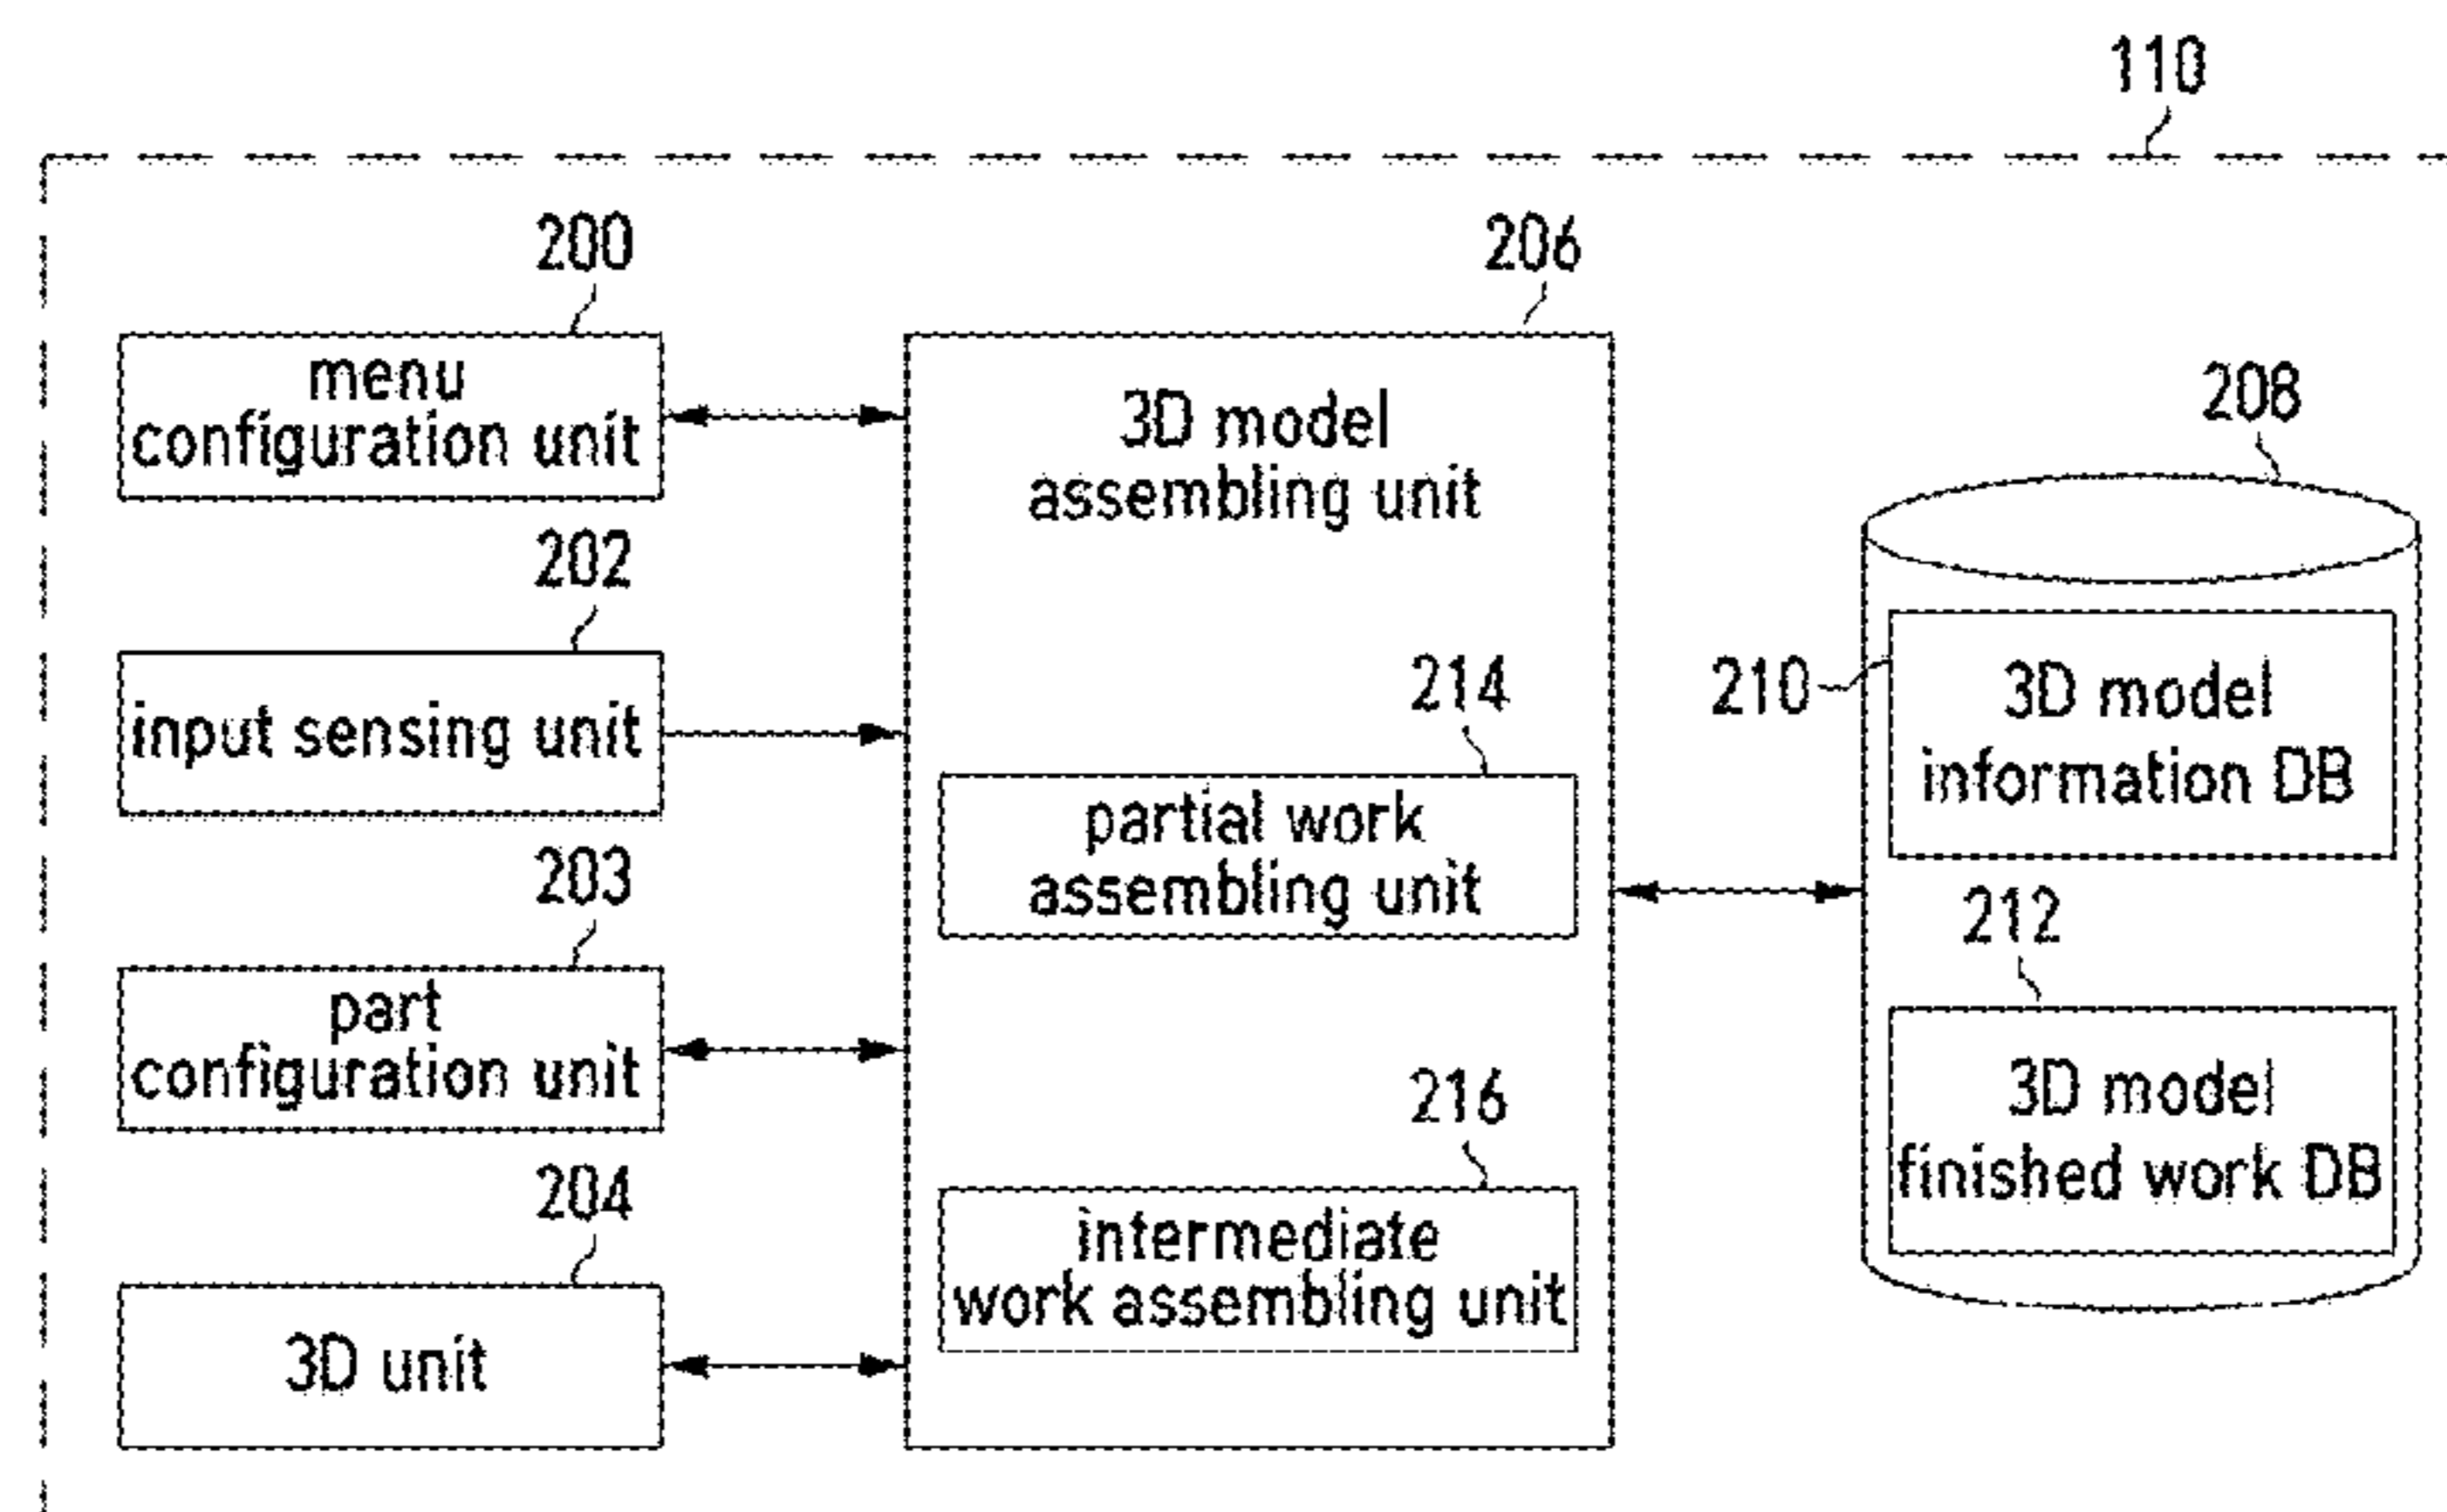 110
200
menu
configuration unit
202
input sensing unit
203
part
configuration unit
204
3D unit
206
3D model
assembling unit
214
partial work
assembling unit
216
intermediate
work assembling unit
208
210
3D model
information DB
212
3D model
finished work DB